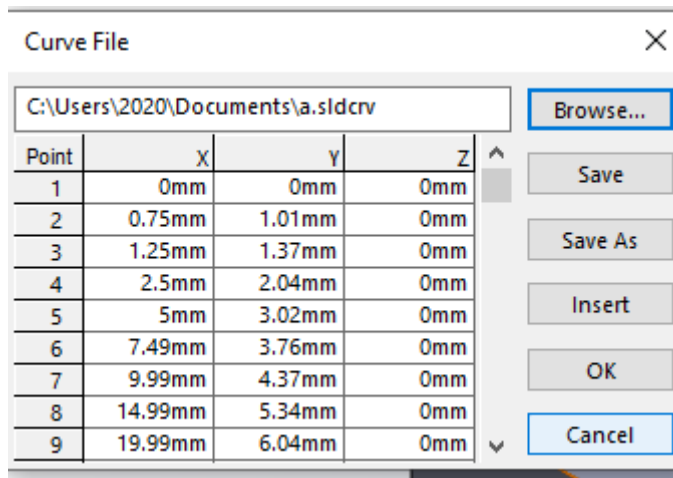 Curve File
C:\Users\2020\Documents\a.sldcrv
Browse...
Point X Y Z
1 0mm 0mm 0mm
2 0.75mm 1.01mm 0mm
3 1.25mm 1.37mm 0mm
4 2.5mm 2.04mm 0mm
5 5mm 3.02mm 0mm
6 7.49mm 3.76mm 0mm
7 9.99mm 4.37mm 0mm
8 14.99mm 5.34mm 0mm
9 19.99mm 6.04mm 0mm
Save
Save As
Insert
OK
Cancel